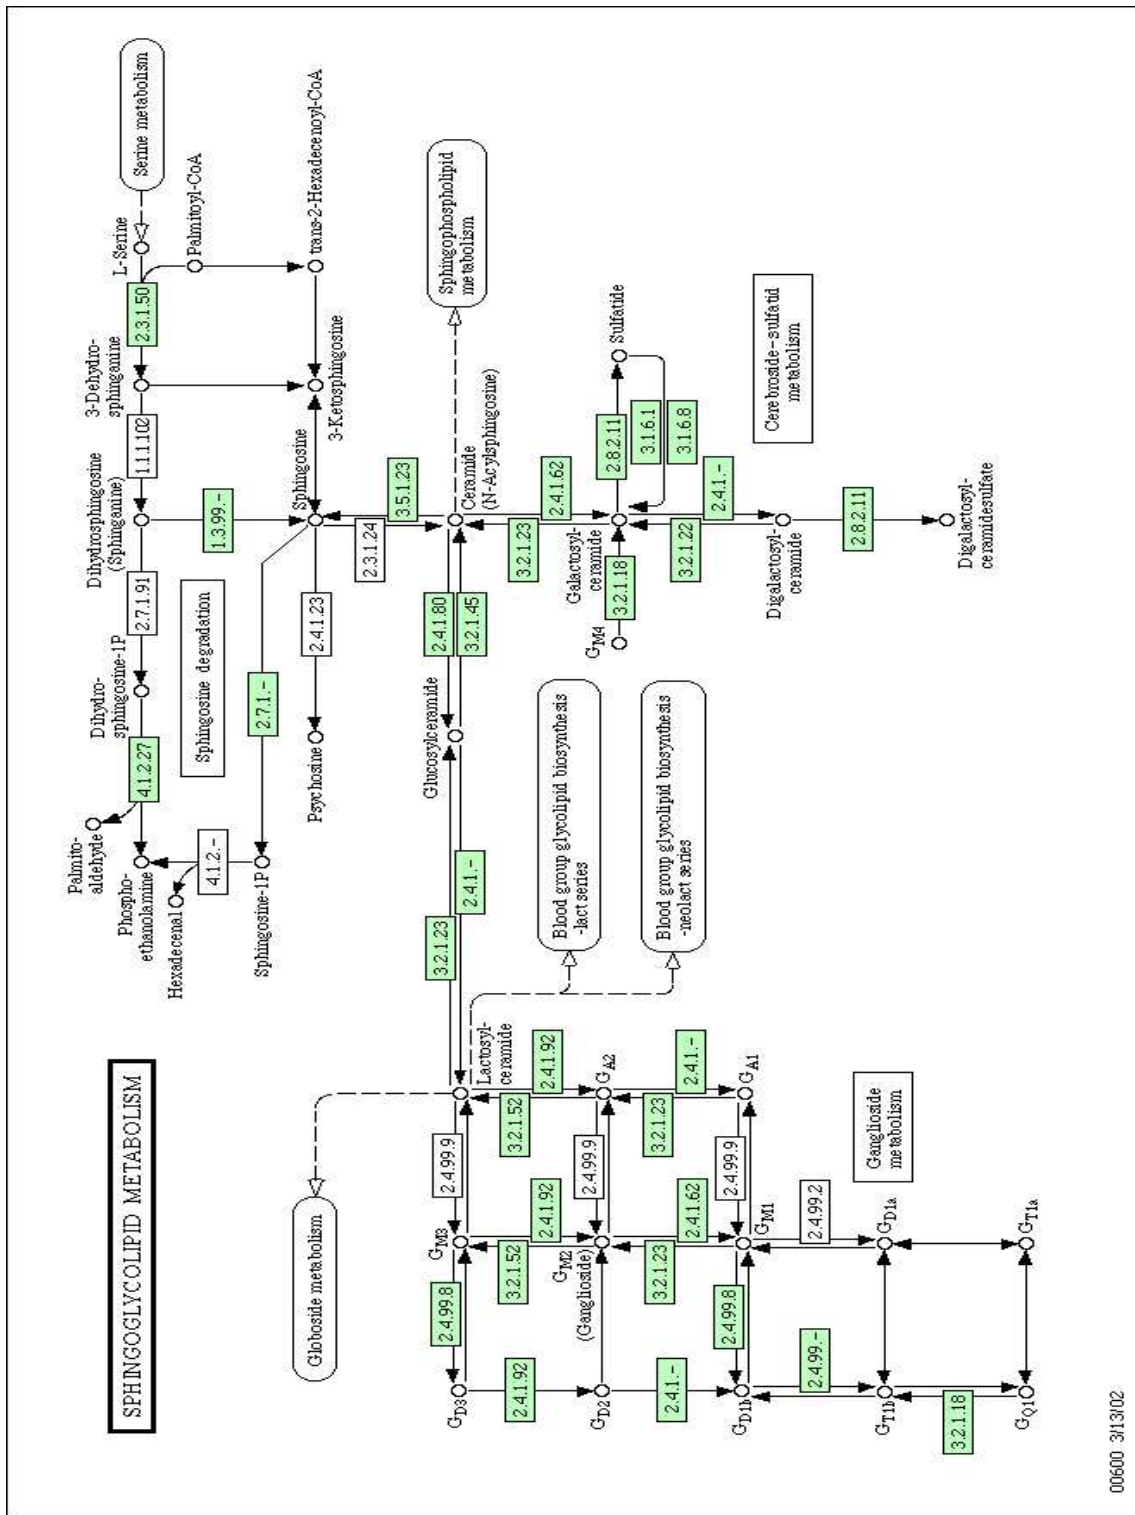 SPHINGOGLYCOLIPID METABOLISM
Palmito-
aldehyde
Phospho-
ethanolamine
Hexadecenal
Sphingosine-1P
4.1.2.-
4.1.2.27
Dihydro-
sphingosine-1P
2.7.1.91
Dihydrosphingosine
(Sphinganine)
1.1.1.102
3-Dehydro-
sphinganine
2.3.1.50
L-Serine
Serine metabolism
Palmitoyl-CoA
trans-2-Hexadecenoyl-CoA
Sphingosine degradation
1.3.99.-
2.7.1.-
Psychosine
2.4.1.23
Sphingosine
3-Ketosphingosine
2.3.1.24
3.5.1.23
Globoside metabolism
Lactosyl-
ceramide
3.2.1.23
2.4.1.-
Glucosylceramide
2.4.1.80
3.2.1.45
Ceramide
(N-Acylsphingosine)
Sphingophospholipid
metabolism
Blood group glycolipid biosynthesis
-lact series
Blood group glycolipid biosynthesis
-neolact series
3.2.1.23
2.4.1.62
GM4
3.2.1.18
Galactosyl-
ceramide
2.8.2.11
Sulfatide
3.1.6.1
3.1.6.8
3.2.1.22
2.4.1.-
Digalactosyl-
ceramide
Cerebroside-sulfatid
metabolism
2.8.2.11
Digalactosyl-
ceramidesulfate
GD3
2.4.99.8
GM3
2.4.99.9
2.4.1.92
3.2.1.52
2.4.1.92
3.2.1.52
2.4.1.92
GD2
GM2
(Ganglioside)
2.4.99.9
GA2
2.4.1.-
3.2.1.23
2.4.1.62
3.2.1.23
2.4.1.-
GD1b
2.4.99.8
GM1
2.4.99.9
GA1
2.4.99.-
2.4.99.2
GT1b
GD1a
Ganglioside
metabolism
3.2.1.18
GQ1
GT1a
00600 3/13/02